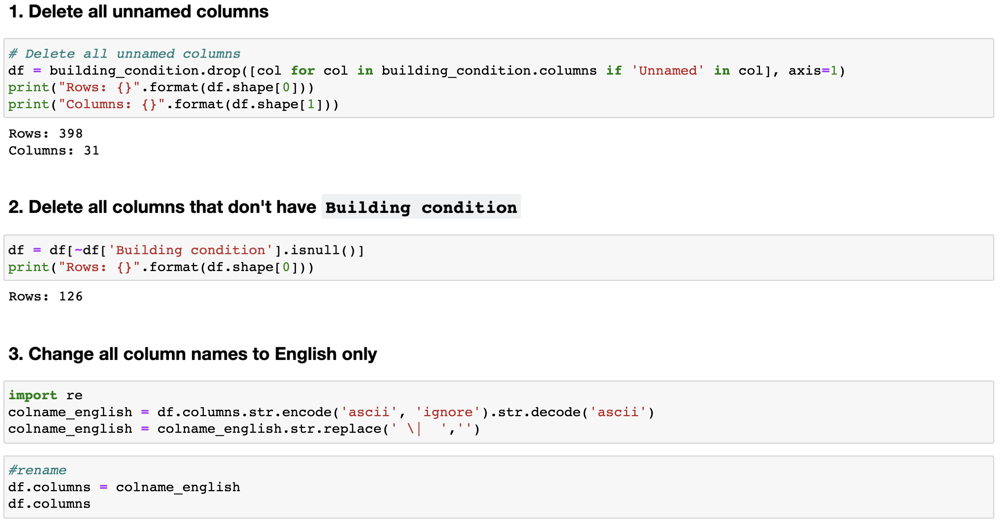 1. Delete all unnamed columns
# Delete all unnamed columns
df = building_condition.drop([col for col in building_condition.columns if 'Unnamed' in col], axis=1)
print("Rows: {}".format(df.shape[0]))
print("Columns: {}".format(df.shape[1]))
Rows: 398
Columns: 31
2. Delete all columns that don't have Building condition
df = df[~df['Building condition'].isnull()]
print("Rows: {}".format(df.shape[0]))
Rows: 126
3. Change all column names to English only
import re
colname_english = df.columns.str.encode('ascii', 'ignore').str.decode('ascii')
colname_english = colname_english.str.replace(' \|  ','')
#rename
df.columns = colname_english
df.columns